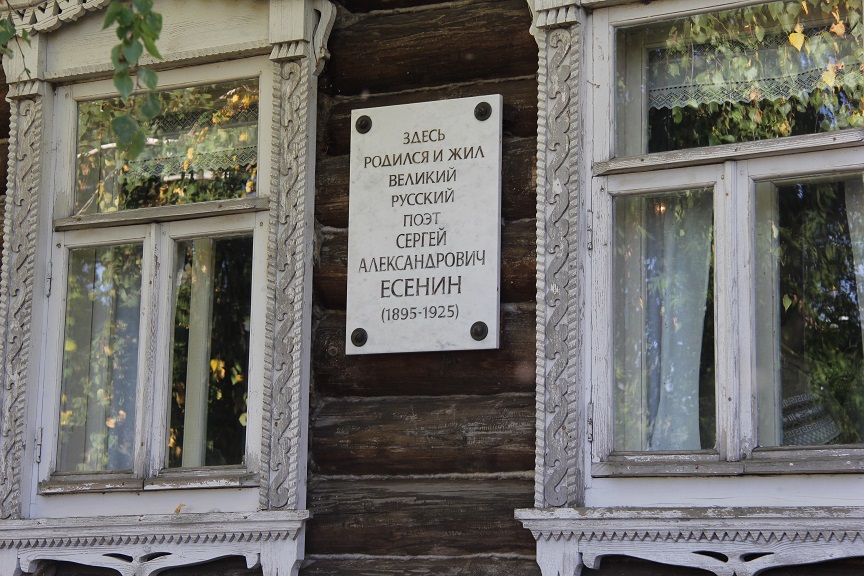 ЗДЕСЬ
РОДИЛСЯ И ЖИЛ
ВЕЛИКИЙ
РУССКИЙ
ПОЭТ
СЕРГЕЙ
АЛЕКСАНДРОВИЧ
ЕСЕНИН
(1895-1925)